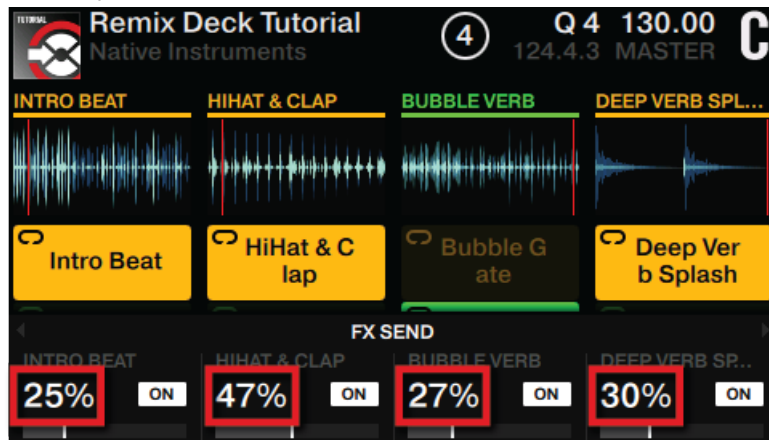 TUTORIAL
Remix Deck Tutorial
Native Instruments
4
Q 4 130.00
124.4.3 MASTER
C
INTRO BEAT HIHAT & CLAP BUBBLE VERB DEEP VERB SPL...
Intro Beat
HiHat & C
lap
Bubble G
ate
Deep Ver
b Splash
FX SEND
INTRO BEAT HIHAT & CLAP BUBBLE VERB DEEP VERB SP...
25% ON 47% ON 27% ON 30% ON